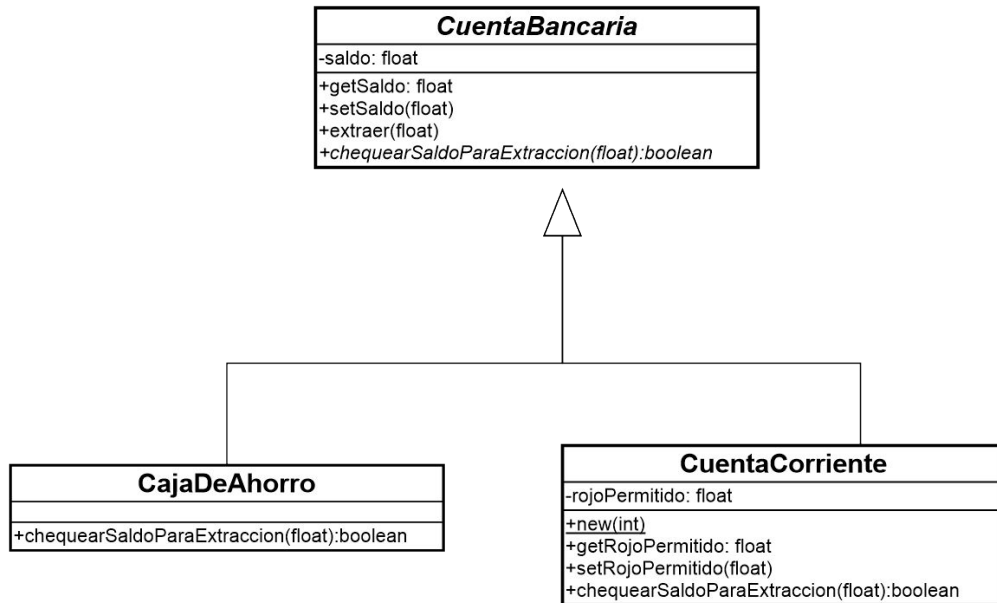 CuentaBancaria
-saldo: float
+getSaldo: float
+setSaldo(float)
+extraer(float)
+chequearSaldoParaExtraccion(float):boolean
CajaDeAhorro
+chequearSaldoParaExtraccion(float):boolean
CuentaCorriente
-rojoPermitido: float
+new(int)
+getRojoPermitido: float
+setRojoPermitido(float)
+chequearSaldoParaExtraccion(float):boolean